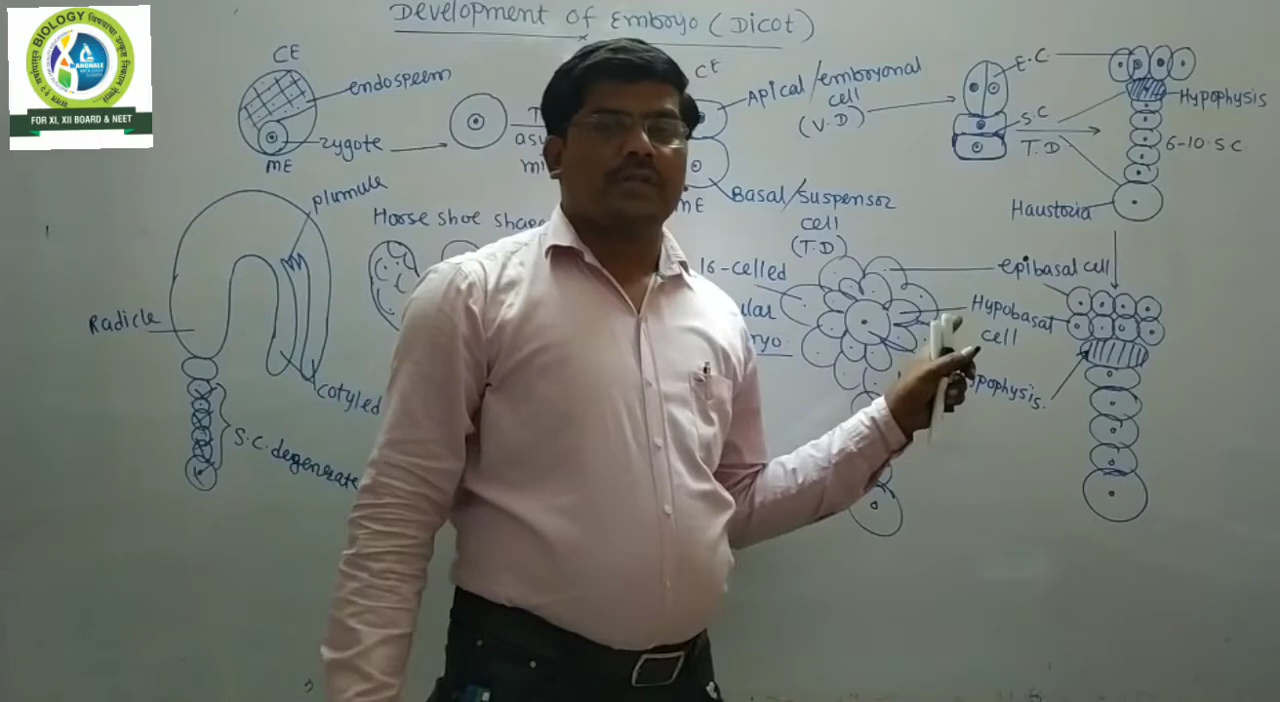 Development of Embryo (Dicot)
BIOLOGY
FOR XI, XII BOARD & NEET
CE
endosperm
zygote
ME
CE
Apical/embryonal
cell
(V.D)
Basal/suspensor
cell
(T.D)
E.C
S.C
T.D
Hypophysis
6-10 S.C
Haustoria
plumule
Radicle
cotyled
S.C. degenerate
Horse shoe shape
16-celled
epibasal cell
Hypobasal
cell